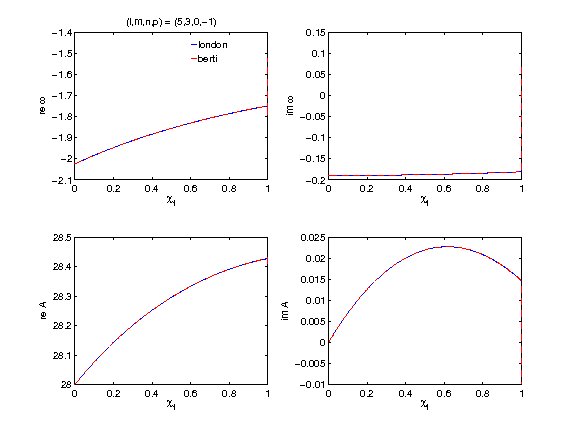 (l,m,n,p) = (5,3,0,−1)
−1.4
−1.5
−1.6
−1.7
−1.8
−1.9
−2
−2.1
re ω
london
berti
0 0.2 0.4 0.6 0.8 1
χf
0.15
0.1
0.05
0
−0.05
−0.1
−0.15
−0.2
im ω
0 0.2 0.4 0.6 0.8 1
χf
28.5
28.4
28.3
28.2
28.1
28
re A
0 0.2 0.4 0.6 0.8 1
χf
0.025
0.02
0.015
0.01
0.005
0
−0.005
−0.01
im A
0 0.2 0.4 0.6 0.8 1
χf